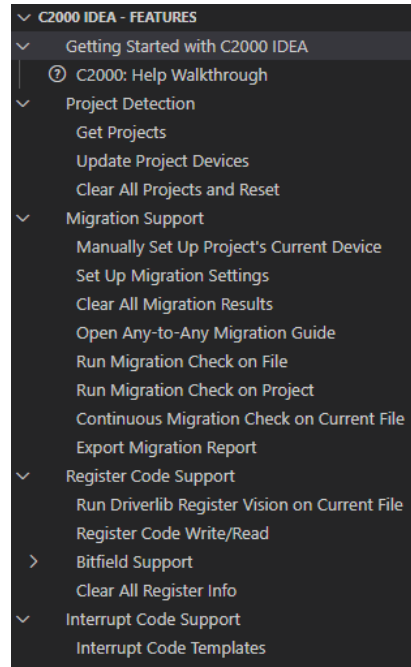 C2000 IDEA - FEATURES
Getting Started with C2000 IDEA
C2000: Help Walkthrough
Project Detection
Get Projects
Update Project Devices
Clear All Projects and Reset
Migration Support
Manually Set Up Project's Current Device
Set Up Migration Settings
Clear All Migration Results
Open Any-to-Any Migration Guide
Run Migration Check on File
Run Migration Check on Project
Continuous Migration Check on Current File
Export Migration Report
Register Code Support
Run Driverlib Register Vision on Current File
Register Code Write/Read
Bitfield Support
Clear All Register Info
Interrupt Code Support
Interrupt Code Templates